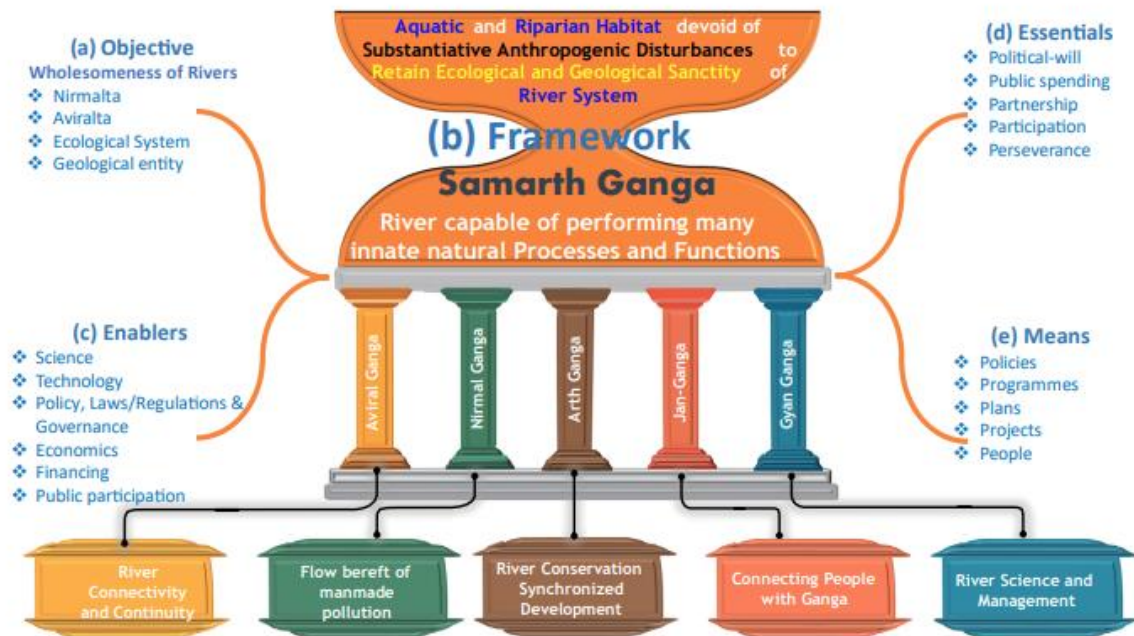 (a) Objective
Wholesomeness of Rivers
❖ Nirmalta
❖ Aviralta
❖ Ecological System
❖ Geological entity
Aquatic and Riparian Habitat devoid of
Substantiative Anthropogenic Disturbances to
Retain Ecological and Geological Sanctity of
River System
(b) Framework
Samarth Ganga
River capable of performing many
innate natural Processes and Functions
(d) Essentials
❖ Political-will
❖ Public spending
❖ Partnership
❖ Participation
❖ Perseverance
(c) Enablers
❖ Science
❖ Technology
❖ Policy, Laws/Regulations &
Governance
❖ Economics
❖ Financing
❖ Public participation
Aviral Ganga
Nirmal Ganga
Arth Ganga
Jan-Ganga
Gyan Ganga
(e) Means
❖ Policies
❖ Programmes
❖ Plans
❖ Projects
❖ People
River
Connectivity
and Continuity
Flow bereft of
manmade
pollution
River Conservation
Synchronized
Development
Connecting People
with Ganga
River Science and
Management